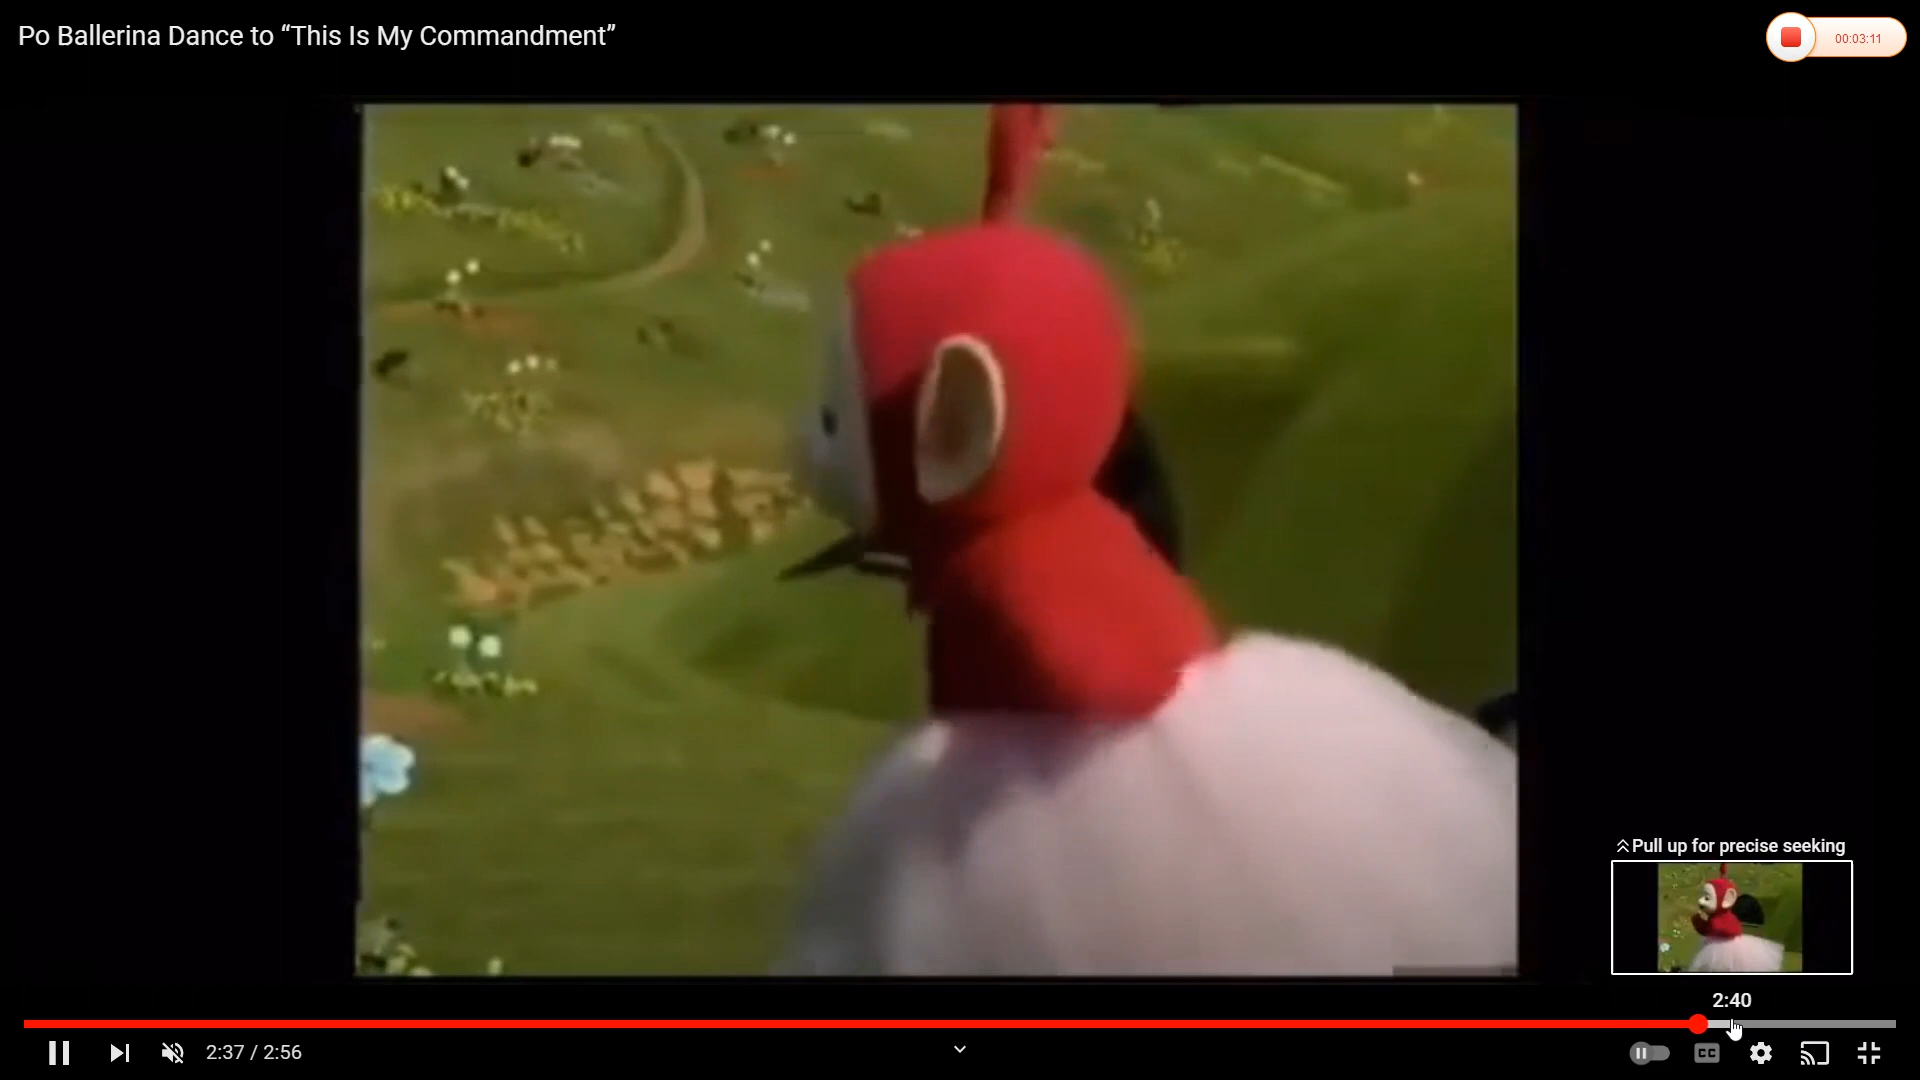 Po Ballerina Dance to “This Is My Commandment”
00:03:11
Pull up for precise seeking
2:40
2:37 / 2:56
CC